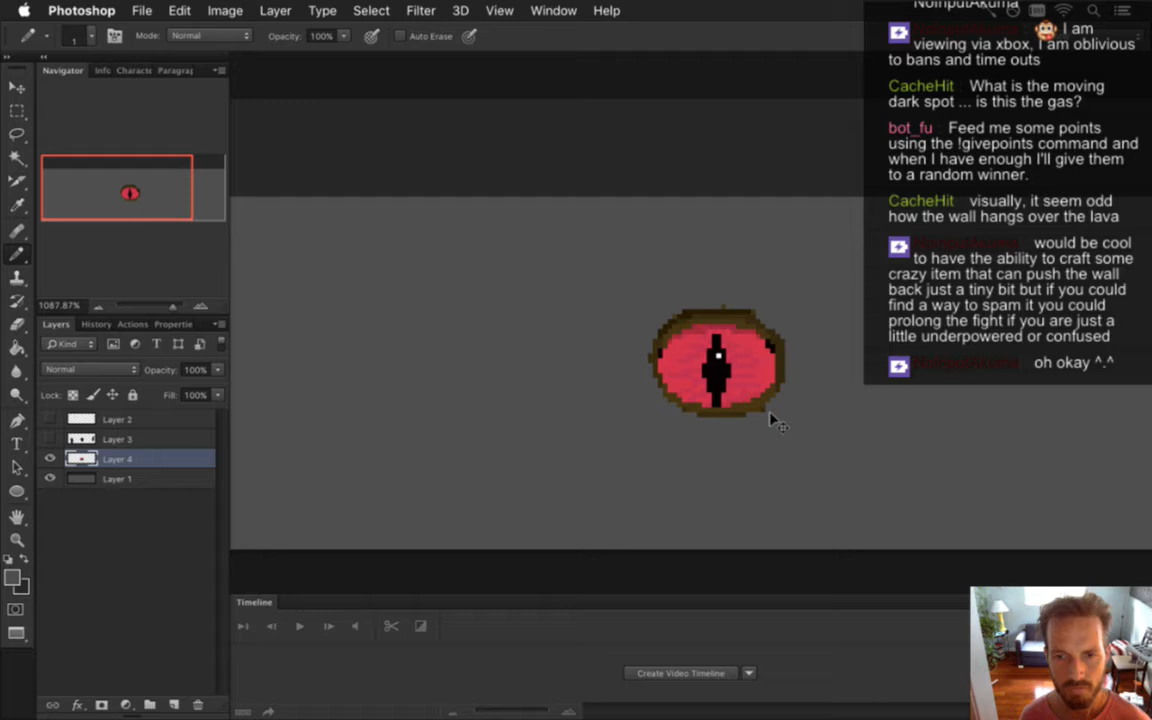 Photoshop File Edit Image Layer Type Select Filter 3D View Window Help
1 Mode: Normal Opacity: 100% Auto Erase
Navigator Info Characte Paragrap
1087.87%
Layers History Actions Propertie
Kind
Normal Opacity: 100%
Lock: Fill: 100%
Layer 2
Layer 3
Layer 4
Layer 1
T
Timeline
Create Video Timeline
NoInputAkuma
I am
viewing via xbox, I am oblivious
to bans and time outs
CacheHit What is the moving
dark spot ... is this the gas?
bot_fu Feed me some points
using the !givepoints command and
when I have enough I'll give them
to a random winner.
CacheHit visually, it seem odd
how the wall hangs over the lava
NoInputAkuma would be cool
to have the ability to craft some
crazy item that can push the wall
back just a tiny bit but if you could
find a way to spam it you could
prolong the fight if you are just a
little underpowered or confused
NoInputAkuma oh okay ^.^